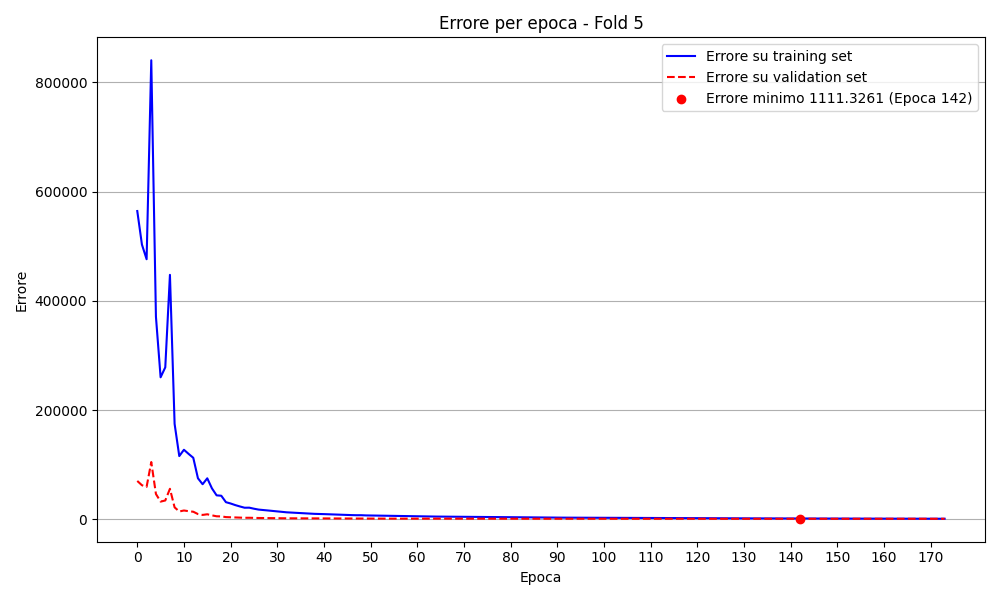 Errore per epoca - Fold 5
Errore su training set
Errore su validation set
Errore minimo 1111.3261 (Epoca 142)
800000
600000
400000
200000
0
Errore
0 10 20 30 40 50 60 70 80 90 100 110 120 130 140 150 160 170
Epoca